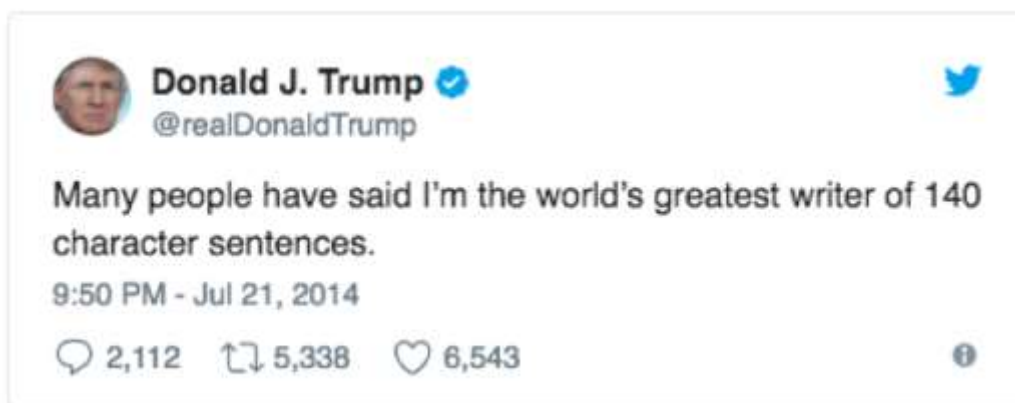 Donald J. Trump
@realDonaldTrump
Many people have said I'm the world's greatest writer of 140
character sentences.
9:50 PM - Jul 21, 2014
2,112 5,338 6,543